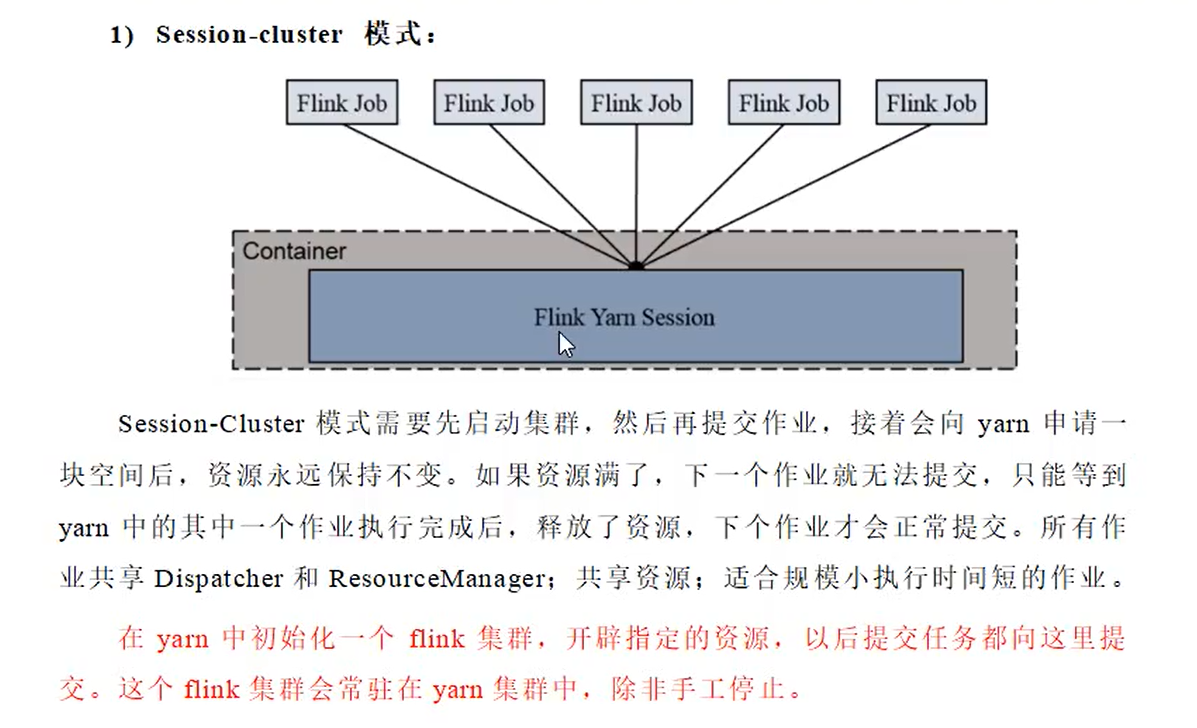 1) Session-cluster 模式：
Flink Job Flink Job Flink Job Flink Job Flink Job
Container
Flink Yarn Session
Session-Cluster 模式需要先启动集群，然后再提交作业，接着会向 yarn 申请一
块空间后，资源永远保持不变。如果资源满了，下一个作业就无法提交，只能等到
yarn 中的其中一个作业执行完成后，释放了资源，下个作业才会正常提交。所有作
业共享 Dispatcher 和 ResourceManager；共享资源；适合规模小执行时间短的作业。
在 yarn 中初始化一个 flink 集群，开辟指定的资源，以后提交任务都向这里提
交。这个 flink 集群会常驻在 yarn 集群中，除非手工停止。